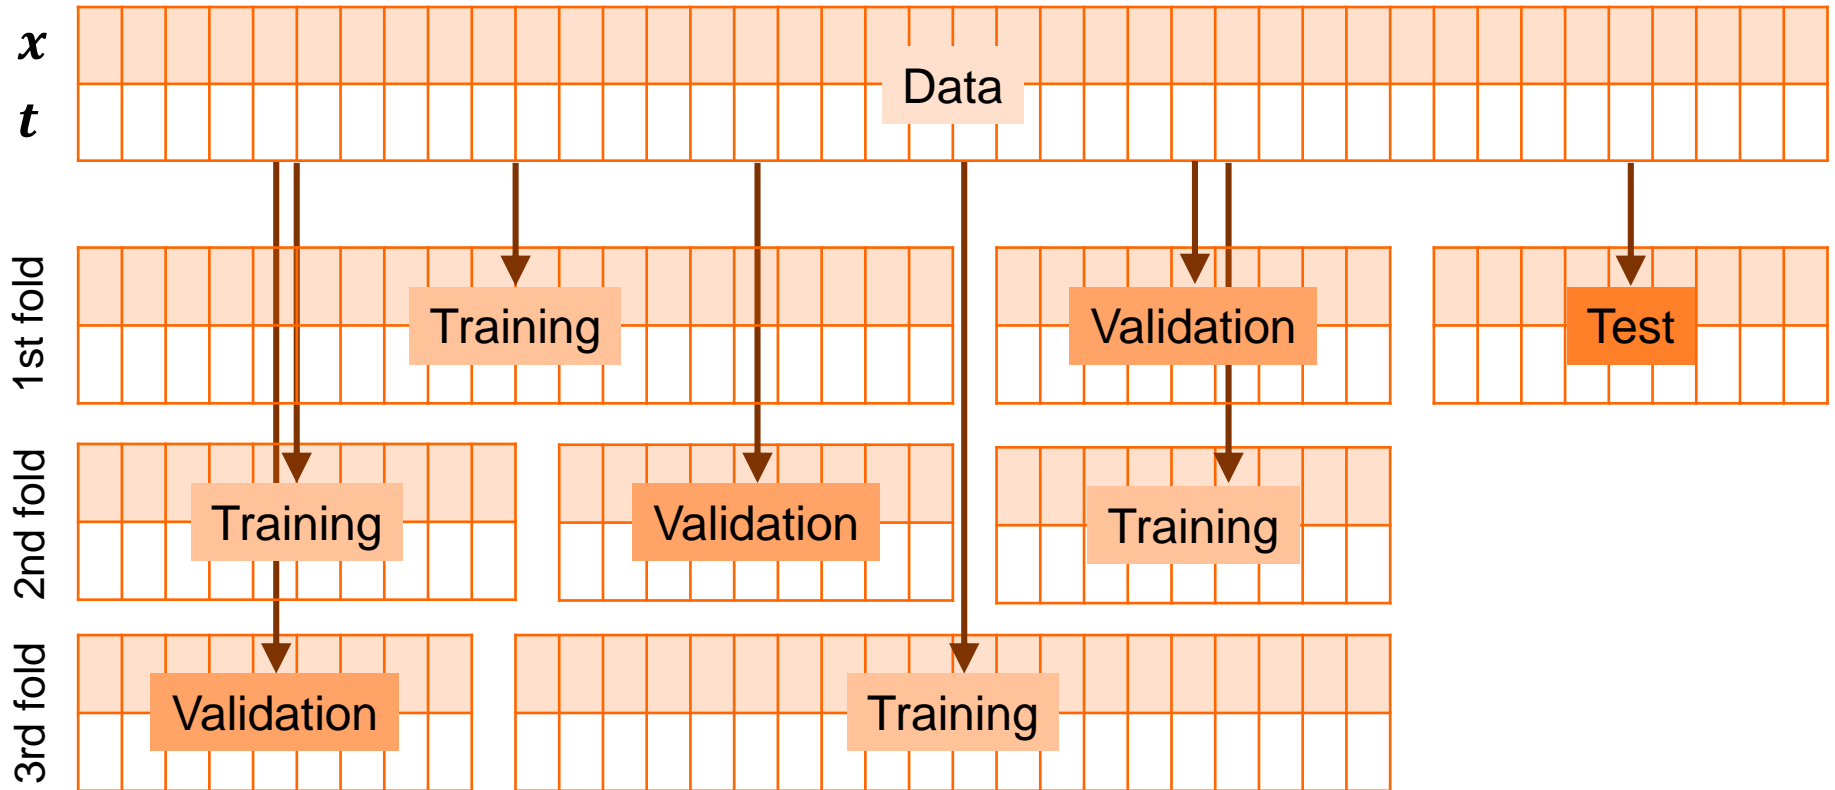 x
t
Data
1st fold
Training
Validation
Test
2nd fold
Training
Validation
Training
3rd fold
Validation
Training